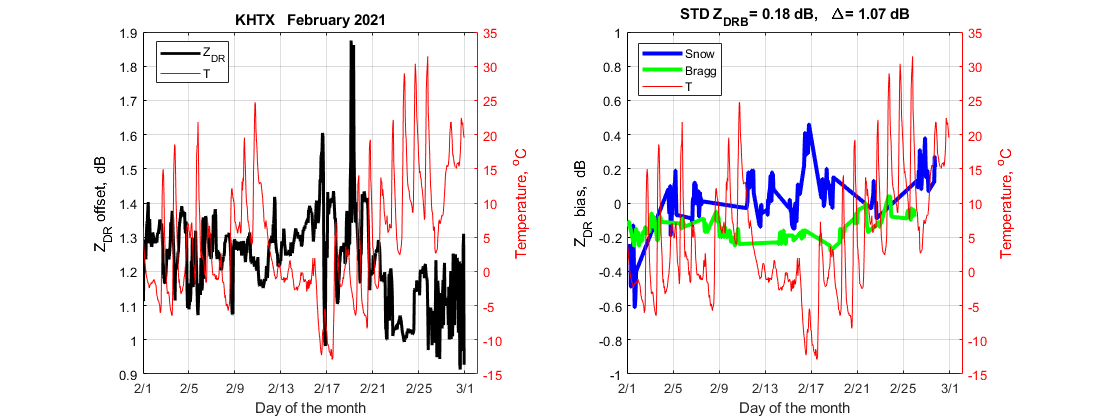 KHTX February 2021
Z_DR offset, dB
1.9
1.8
1.7
1.6
1.5
1.4
1.3
1.2
1.1
1
0.9
Z_DR
T
35
30
25
20
15
10
5
0
-5
-10
-15
Temperature, °C
2/1 2/5 2/9 2/13 2/17 2/21 2/25 3/1
Day of the month
STD Z_DRB = 0.18 dB, Δ = 1.07 dB
Z_DR bias, dB
1
0.8
0.6
0.4
0.2
0
-0.2
-0.4
-0.6
-0.8
-1
Snow
Bragg
T
35
30
25
20
15
10
5
0
-5
-10
-15
Temperature, °C
2/1 2/5 2/9 2/13 2/17 2/21 2/25 3/1
Day of the month